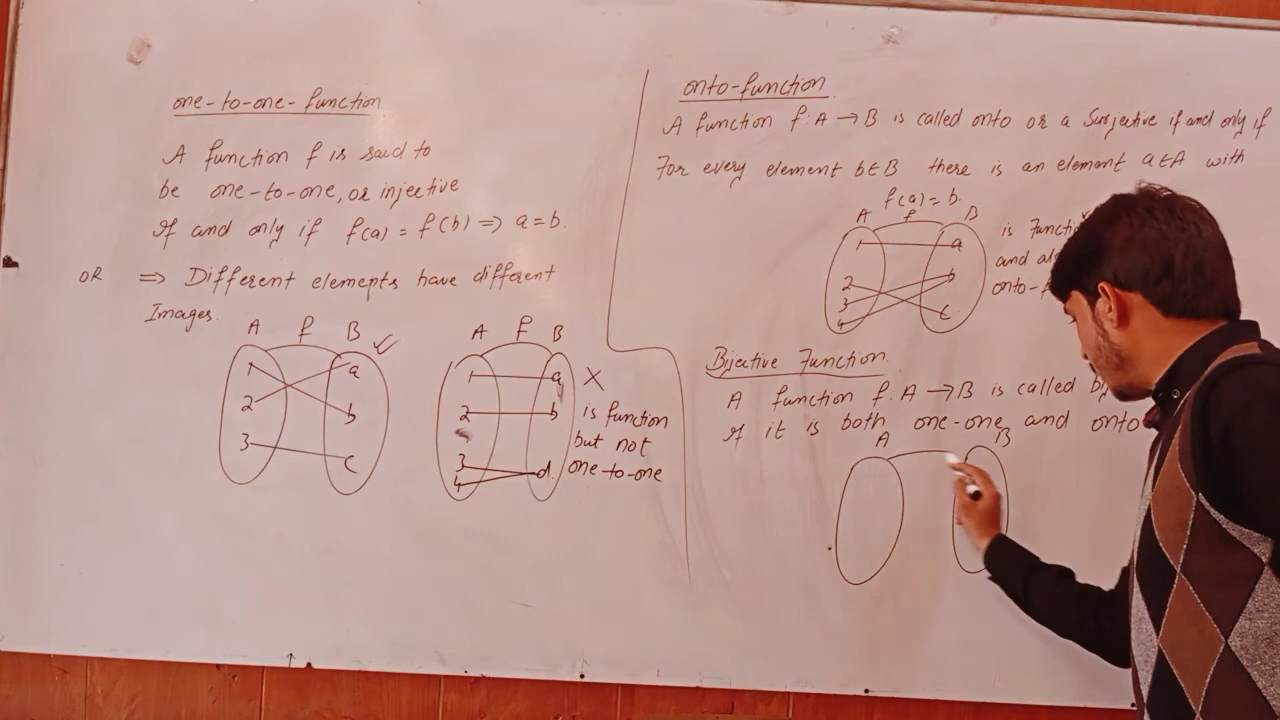 one-to-one-function
A function f is said to
be one-to-one, or injective
If and only if f(a) = f(b) => a = b.
OR => Different elements have different
Images.
A f B ✓
1 a
2 b
3 c
A f B
1 a X
2 b is function
but not
3 d one-to-one
4
onto-function
A function f: A → B is called onto or a Surjective if and only if
For every element b∈B there is an element a∈A with
f(a) = b.
A f B
1 a is Function
2 b and
3 c onto-
4
Bijective Function.
A function f: A → B is called
If it is both one-one and onto
A B